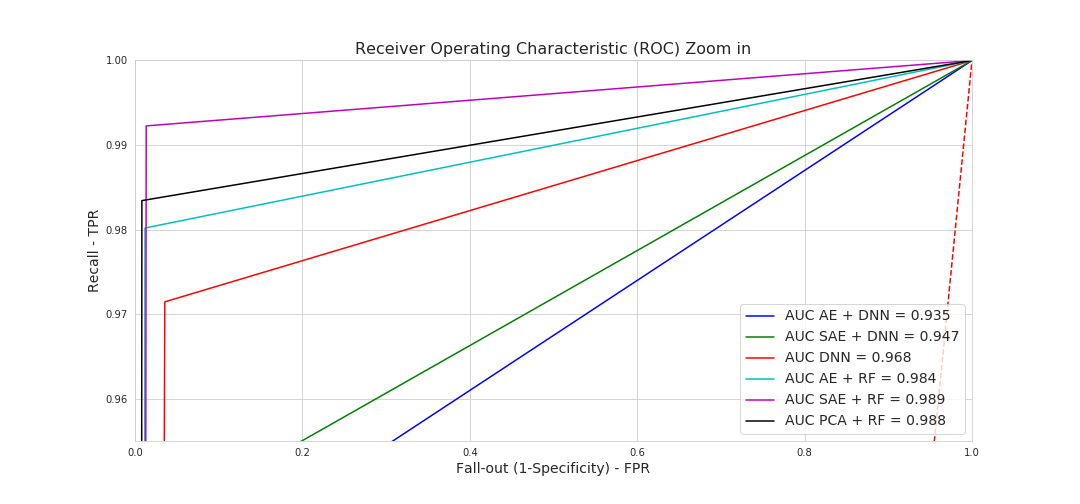 Receiver Operating Characteristic (ROC) Zoom in
1.00
0.99
0.98
0.97
0.96
Recall - TPR
AUC AE + DNN = 0.935
AUC SAE + DNN = 0.947
AUC DNN = 0.968
AUC AE + RF = 0.984
AUC SAE + RF = 0.989
AUC PCA + RF = 0.988
0.0 0.2 0.4 0.6 0.8 1.0
Fall-out (1-Specificity) - FPR